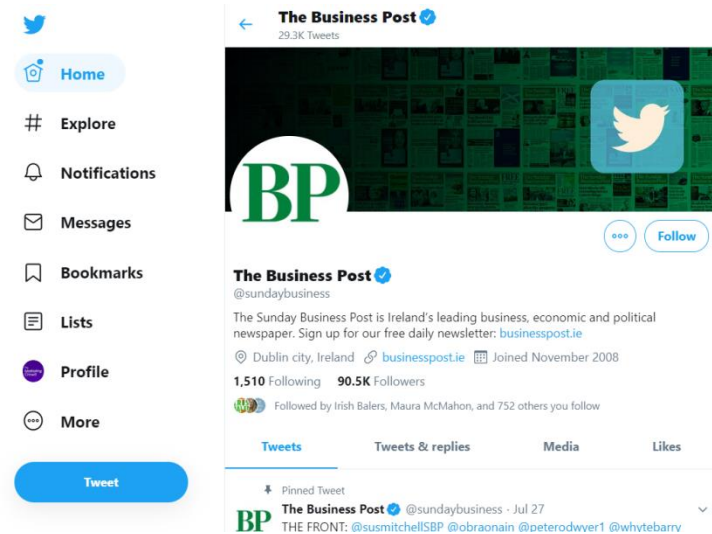 The Business Post
29.3K Tweets
Home
Explore
Notifications
Messages
Bookmarks
Lists
Profile
More
Tweet
BP
Follow
The Business Post
@sundaybusiness
The Sunday Business Post is Ireland's leading business, economic and political
newspaper. Sign up for our free daily newsletter: businesspost.ie
Dublin city, Ireland businesspost.ie Joined November 2008
1,510 Following 90.5K Followers
Followed by Irish Balers, Maura McMahon, and 752 others you follow
Tweets Tweets & replies Media Likes
Pinned Tweet
The Business Post @sundaybusiness · Jul 27
BP THE FRONT: @susmitchellSBP @obraonain @peterodwyer1 @whytebarry